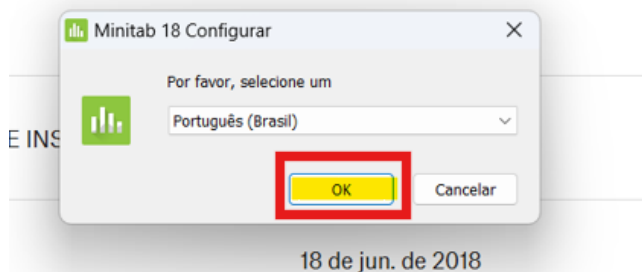 Minitab 18 Configurar
Por favor, selecione um
Português (Brasil)
E INS
OK
Cancelar
18 de jun. de 2018